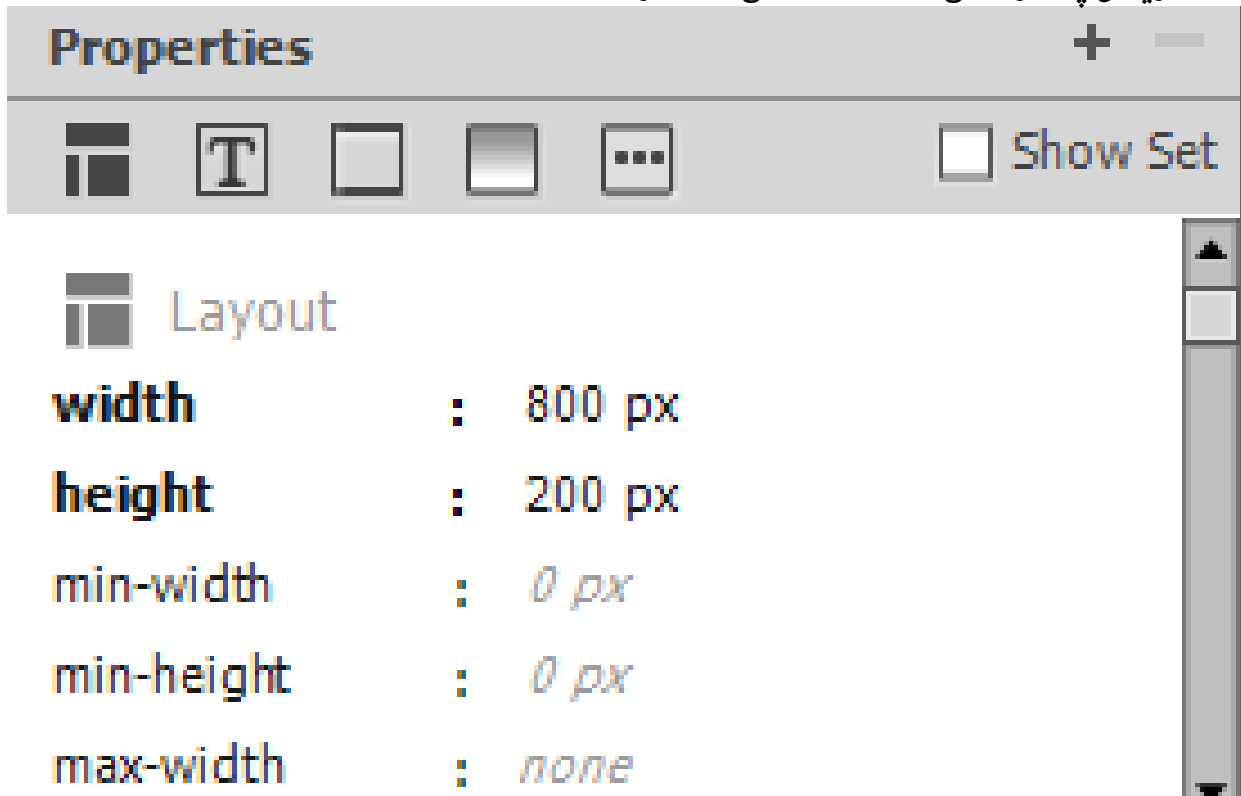 Properties
T
Show Set
Layout
width : 800 px
height : 200 px
min-width : 0 px
min-height : 0 px
max-width : none